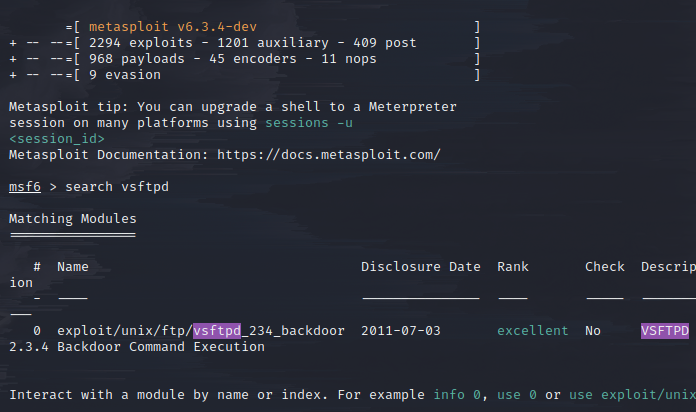 =[ metasploit v6.3.4-dev ]
+ -- --=[ 2294 exploits - 1201 auxiliary - 409 post ]
+ -- --=[ 968 payloads - 45 encoders - 11 nops ]
+ -- --=[ 9 evasion ]
Metasploit tip: You can upgrade a shell to a Meterpreter
session on many platforms using sessions -u
<session_id>
Metasploit Documentation: https://docs.metasploit.com/
msf6 > search vsftpd
Matching Modules
================
# Name Disclosure Date Rank Check Descrip
ion
- ---- --------------- ---- ----- -------
---
0 exploit/unix/ftp/vsftpd_234_backdoor 2011-07-03 excellent No VSFTPD
2.3.4 Backdoor Command Execution
Interact with a module by name or index. For example info 0, use 0 or use exploit/unix